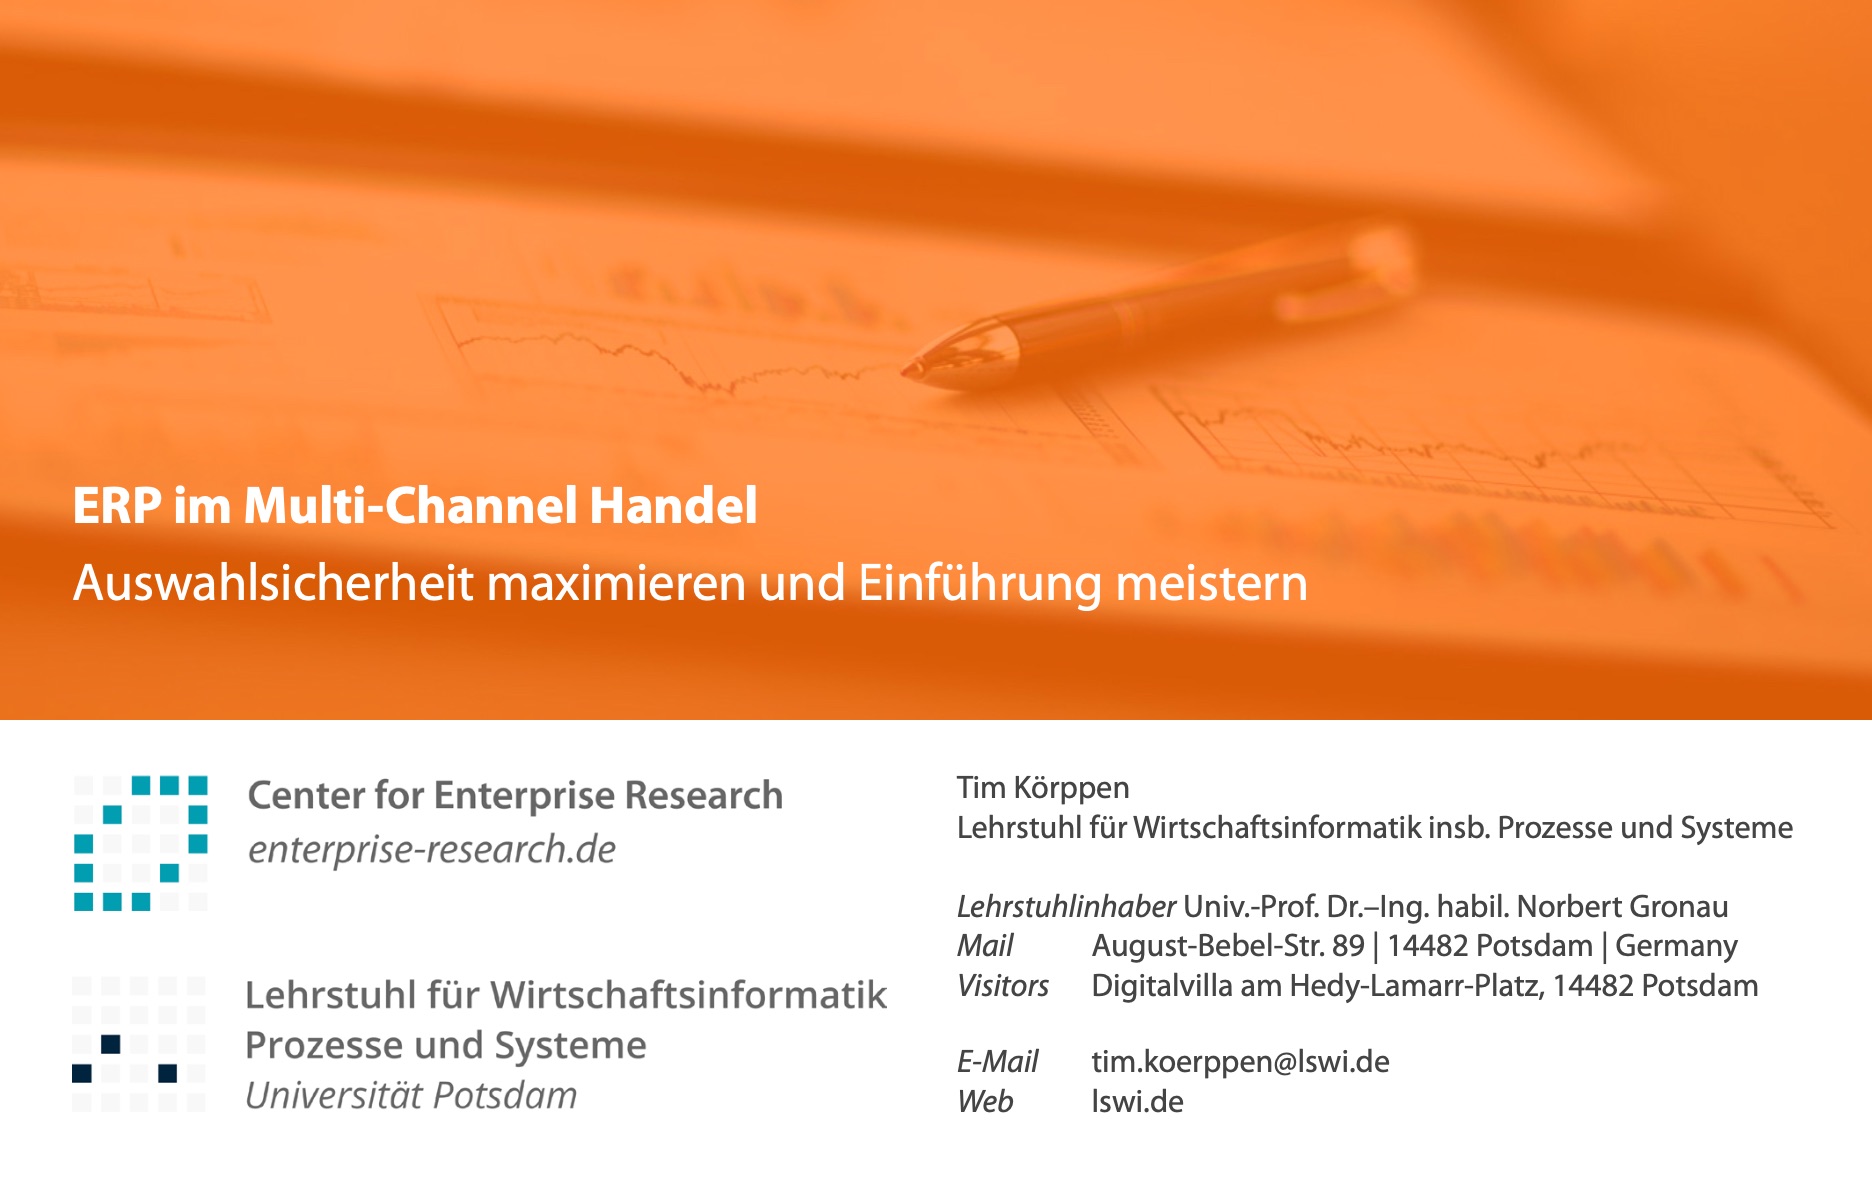 ERP im Multi-Channel Handel
Auswahlsicherheit maximieren und Einführung meistern
Center for Enterprise Research
enterprise-research.de
Lehrstuhl für Wirtschaftsinformatik
Prozesse und Systeme
Universität Potsdam
Tim Körppen
Lehrstuhl für Wirtschaftsinformatik insb. Prozesse und Systeme
Lehrstuhlinhaber Univ.-Prof. Dr.–Ing. habil. Norbert Gronau
Mail August-Bebel-Str. 89 | 14482 Potsdam | Germany
Visitors Digitalvilla am Hedy-Lamarr-Platz, 14482 Potsdam
E-Mail tim.koerppen@lswi.de
Web lswi.de